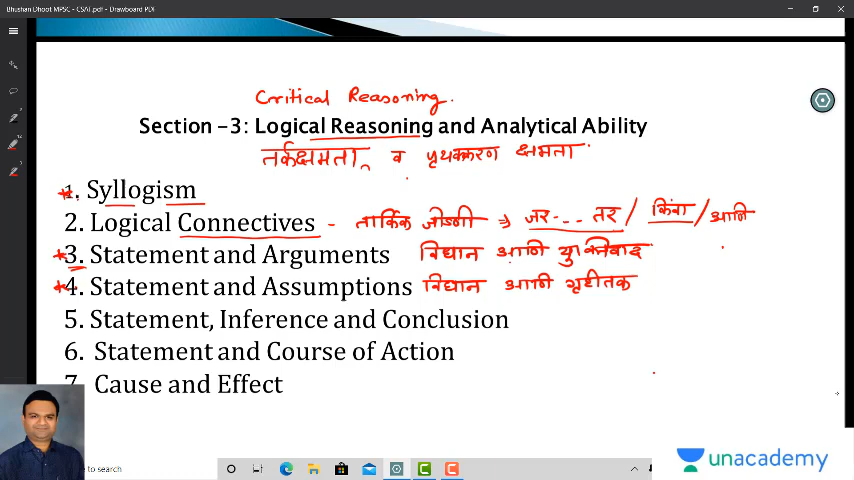 Bhushan Dhoot MPSC - CSAT.pdf - Drawboard PDF
Critical Reasoning.
Section -3: Logical Reasoning and Analytical Ability
तर्कक्षमता व पृथक्करण क्षमता
1. Syllogism
2. Logical Connectives - तार्किक जोडणी ⇒ जर... तर / किंवा / आणि
3. Statement and Arguments विधान आणि युक्तीवाद
4. Statement and Assumptions विधान आणि गृहीतक
5. Statement, Inference and Conclusion
6. Statement and Course of Action
7. Cause and Effect
e to search
unacademy